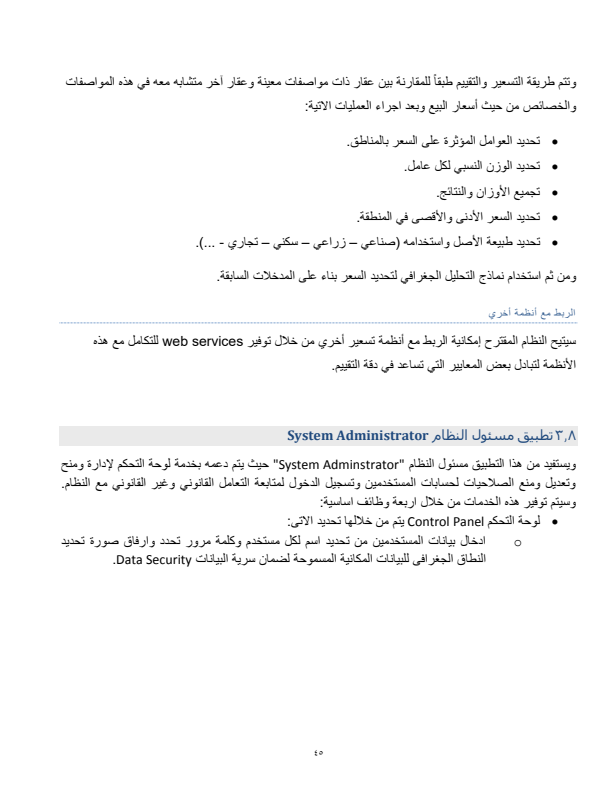 وتتم طريقة التسعير والتقييم طبقاً للمقارنة بين عقار ذات مواصفات معينة وعقار آخر متشابه معه في هذه المواصفات
والخصائص من حيث أسعار البيع وبعد اجراء العمليات الاتية:
• تحديد العوامل المؤثرة على السعر بالمناطق.
• تحديد الوزن النسبي لكل عامل.
• تجميع الأوزان والنتائج.
• تحديد السعر الأدنى والأقصى في المنطقة.
• تحديد طبيعة الأصل واستخدامه (صناعي – زراعي – سكني – تجاري - ...).
ومن ثم استخدام نماذج التحليل الجغرافي لتحديد السعر بناء على المدخلات السابقة.
الربط مع أنظمة أخري
سيتيح النظام المقترح إمكانية الربط مع أنظمة تسعير أخري من خلال توفير web services للتكامل مع هذه
الأنظمة لتبادل بعض المعايير التي تساعد في دقة التقييم.
٣,٨ تطبيق مسئول النظام System Administrator
ويستفيد من هذا التطبيق مسئول النظام "System Adminstrator" حيث يتم دعمه بخدمة لوحة التحكم لإدارة ومنح
وتعديل ومنع الصلاحيات لحسابات المستخدمين وتسجيل الدخول لمتابعة التعامل القانوني وغير القانوني مع النظام.
وسيتم توفير هذه الخدمات من خلال اربعة وظائف اساسية:
• لوحة التحكم Control Panel يتم من خلالها تحديد الاتى:
o ادخال بيانات المستخدمين من تحديد اسم لكل مستخدم وكلمة مرور تحدد وارفاق صورة تحديد
النطاق الجغرافى للبيانات المكانية المسموحة لضمان سرية البيانات Data Security.
٤٥